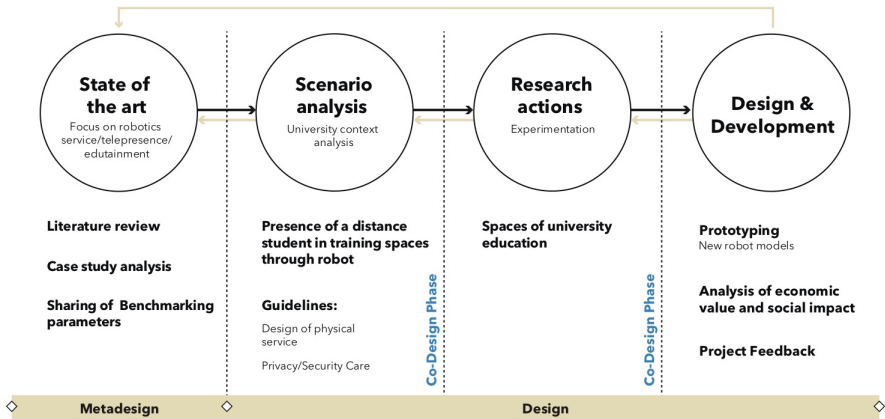 State of
the art
Focus on robotics
service/telepresence/
edutainment
Scenario
analysis
University context
analysis
Research
actions
Experimentation
Design &
Development
Literature review
Case study analysis
Sharing of Benchmarking
parameters
Presence of a distance
student in training spaces
through robot
Guidelines:
Design of physical
service
Privacy/Security Care
Co-Design Phase
Spaces of university
education
Co-Design Phase
Prototyping
New robot models
Analysis of economic
value and social impact
Project Feedback
Metadesign
Design